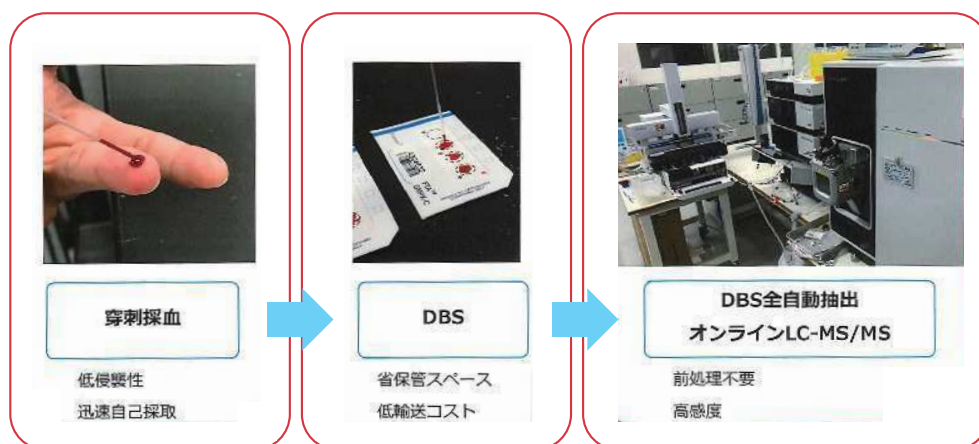 穿刺採血
低侵襲性
迅速自己採取
FTA™
DMPK-C
DBS
省保管スペース
低輸送コスト
DBS全自動抽出
オンラインLC-MS/MS
前処理不要
高感度